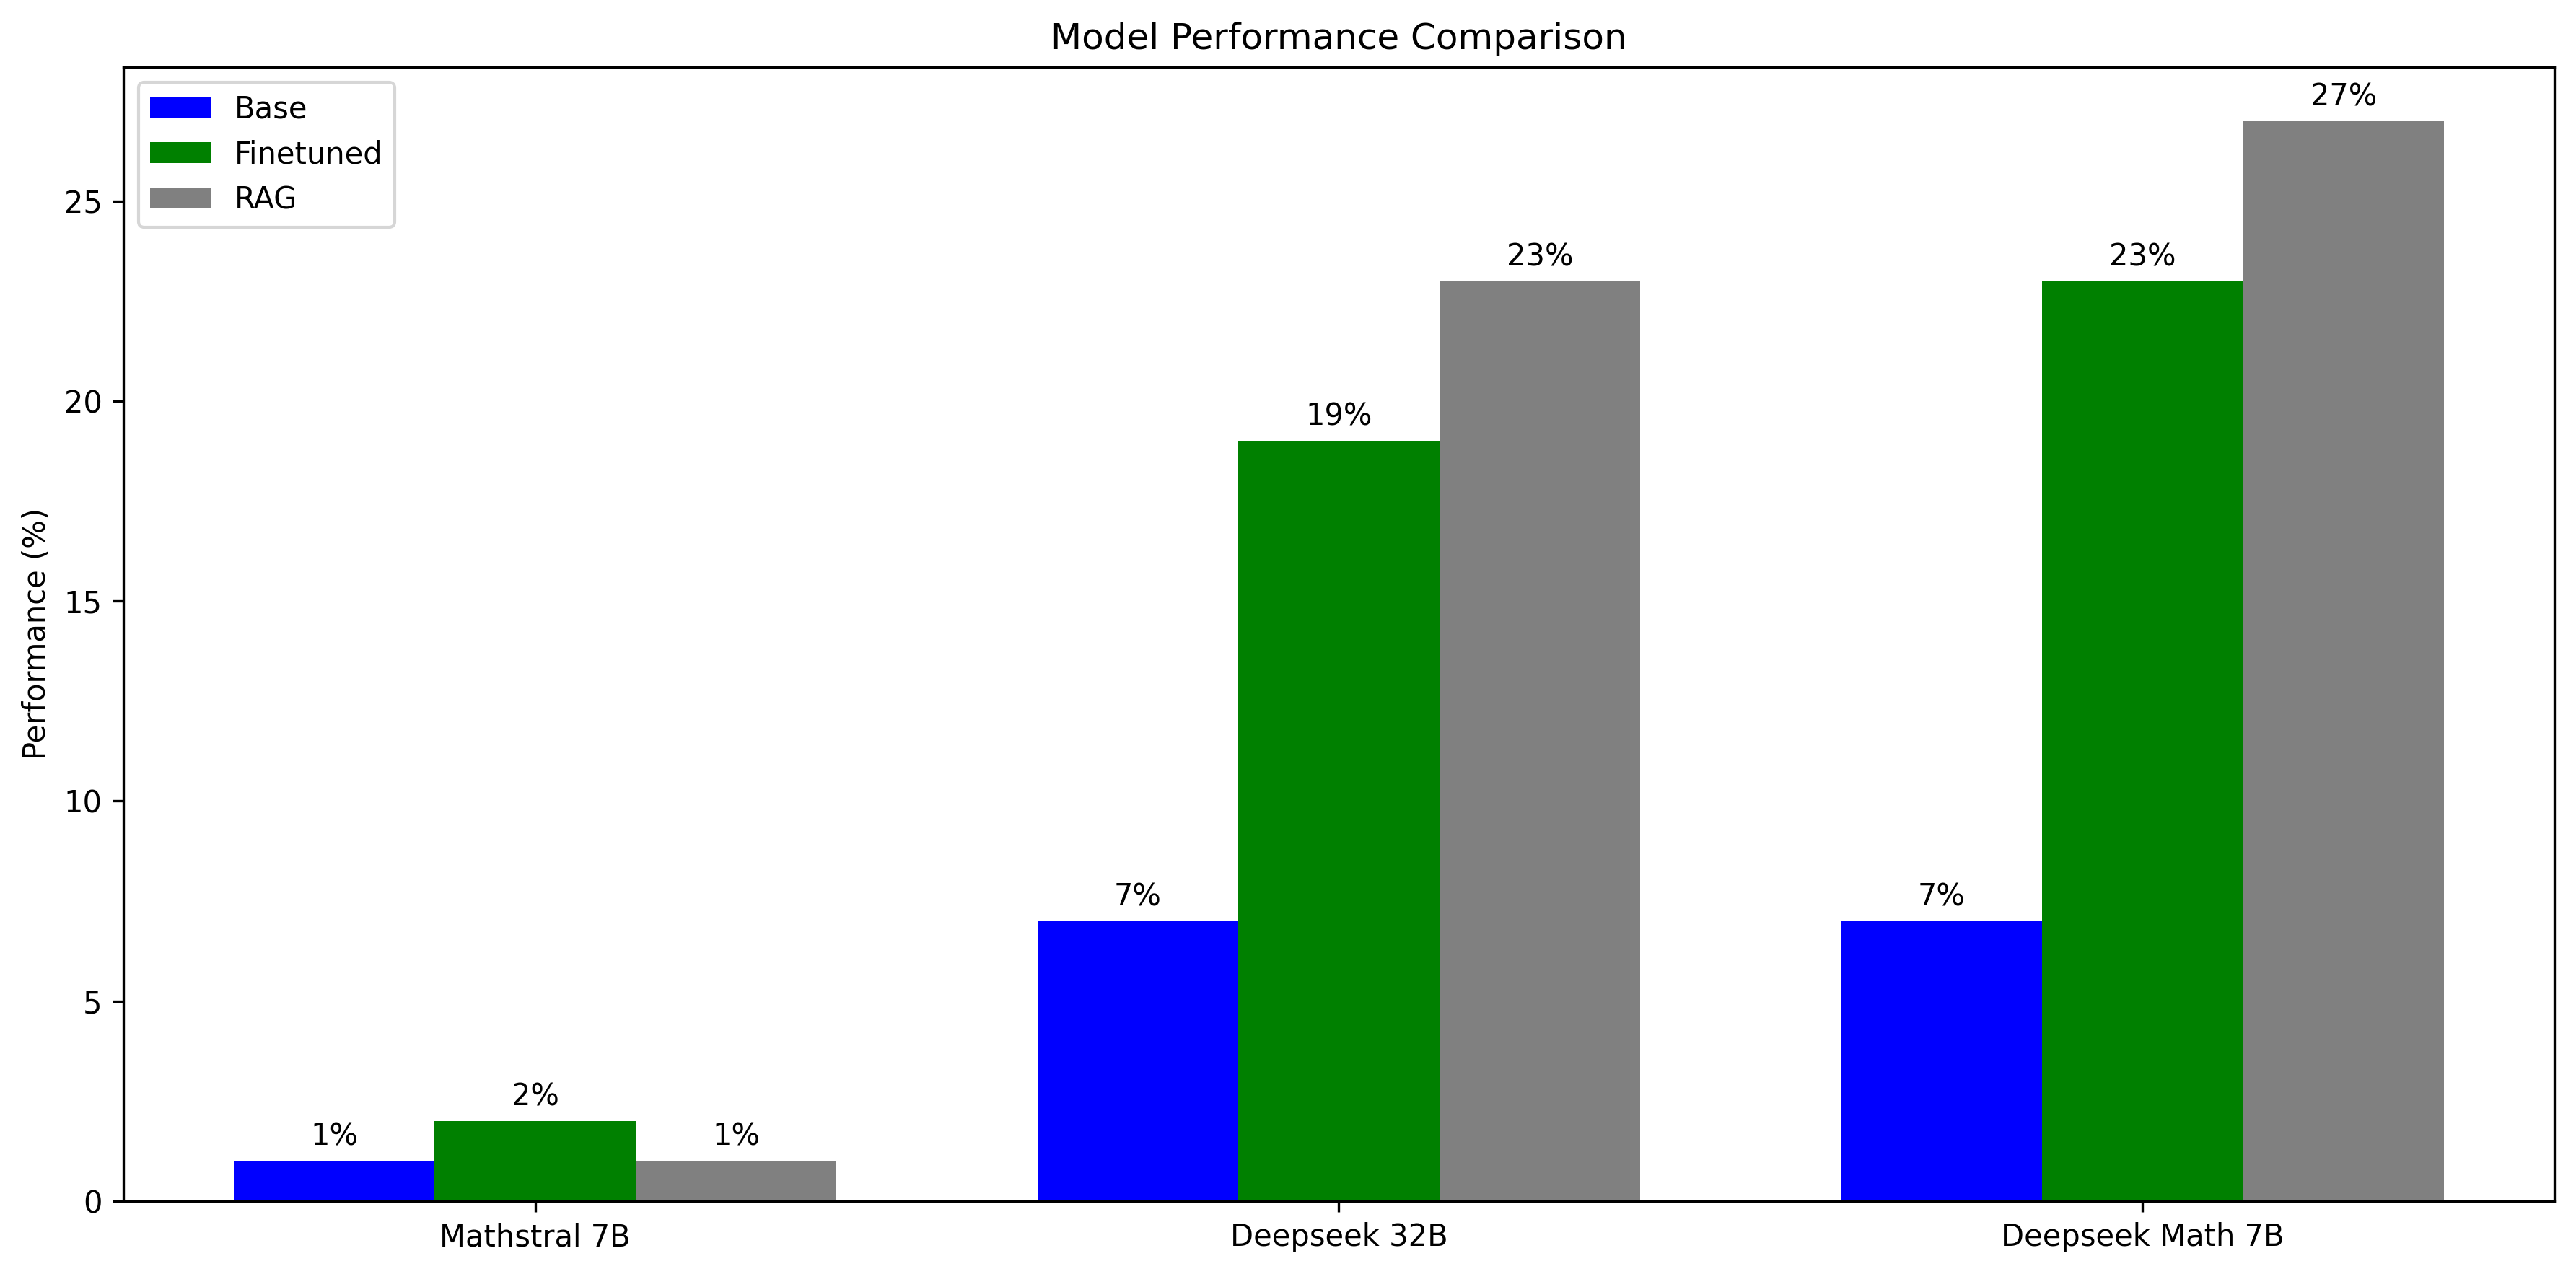 Model Performance Comparison
Base
Finetuned
RAG
Performance (%)
25
20
15
10
5
0
1%
2%
1%
7%
19%
23%
7%
23%
27%
Mathstral 7B
Deepseek 32B
Deepseek Math 7B